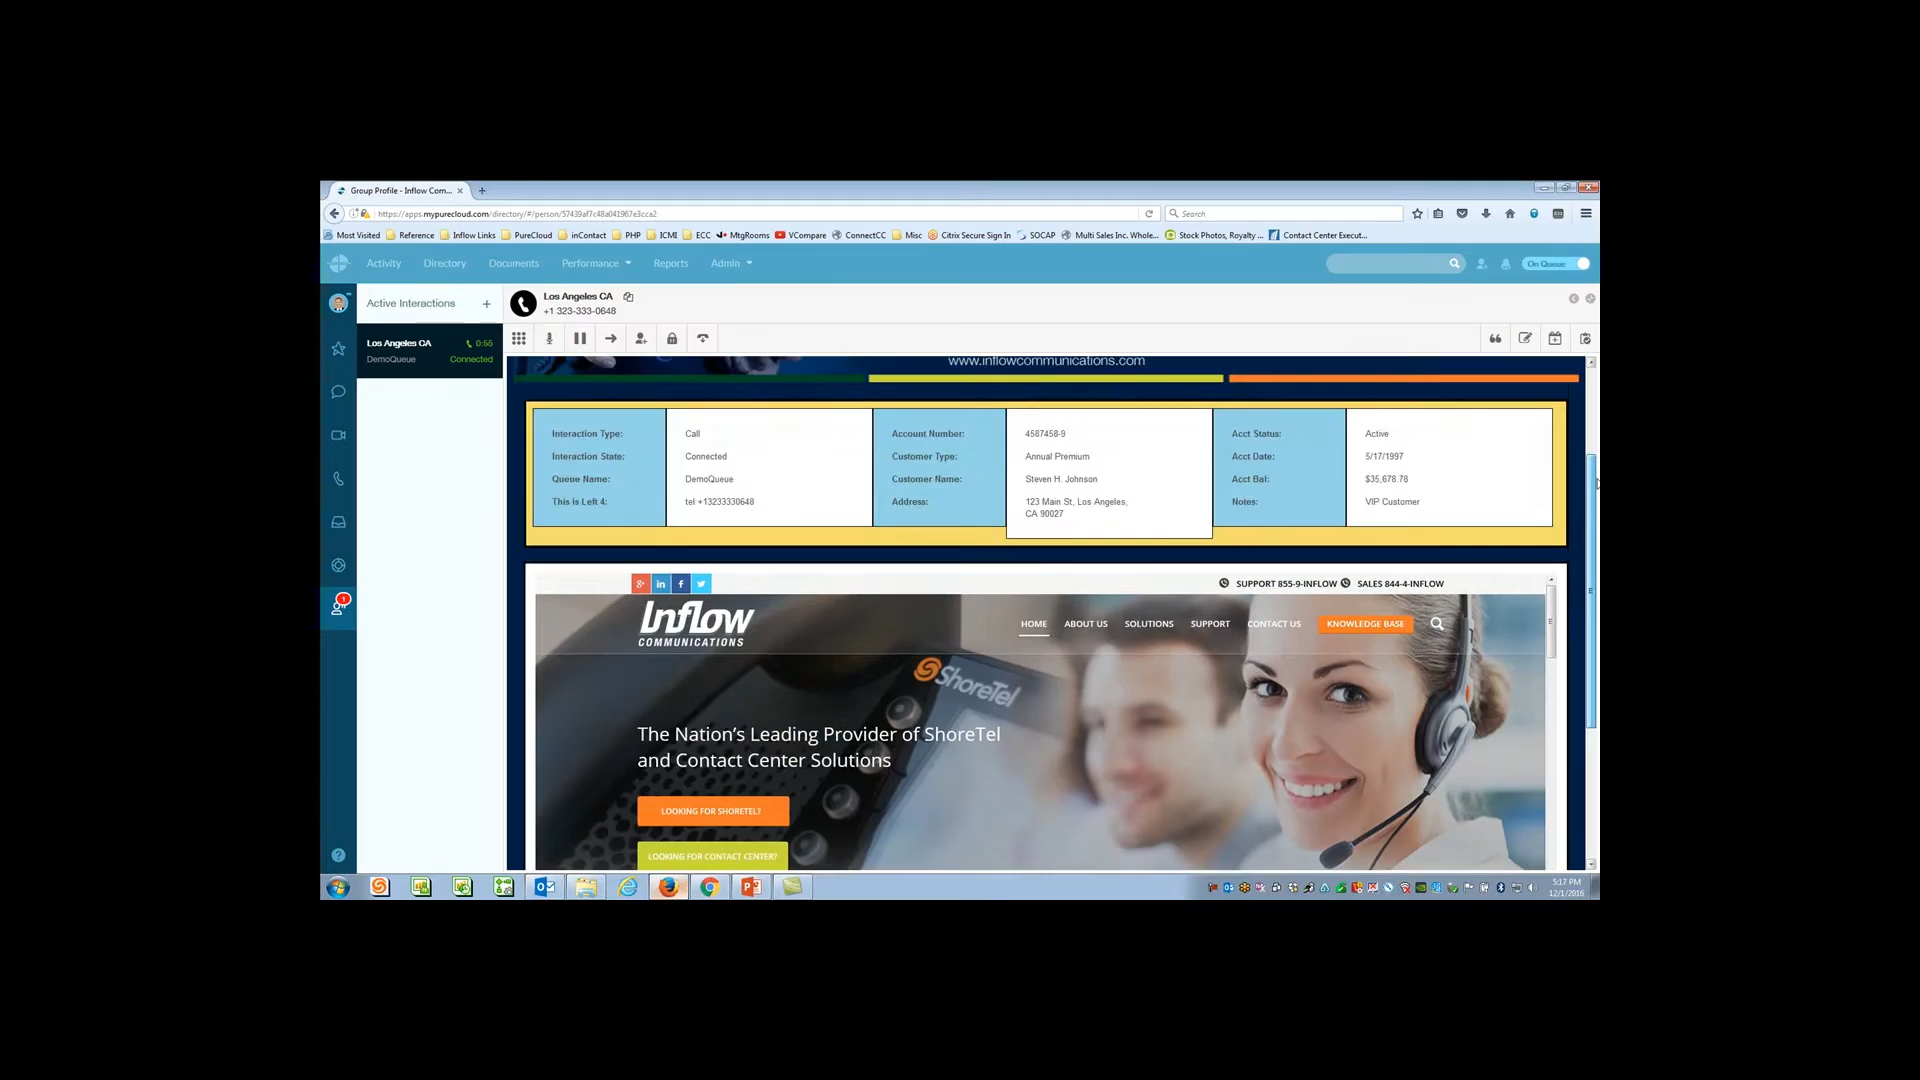 Group Profile - Inflow Com...
https://apps.mypurecloud.com/directory/#/person/57439af7c48a041967e3cca2
Search
Most Visited Reference Inflow Links PureCloud inContact PHP ICMI ECC MtgRooms VCompare ConnectCC Misc Citrix Secure Sign In SOCAP Multi Sales Inc. Whole... Stock Photos, Royalty ... Contact Center Execut...
Activity Directory Documents Performance Reports Admin On Queue
Active Interactions +
Los Angeles CA
+1 323-333-0648
Los Angeles CA 0:55
DemoQueue Connected
www.inflowcommunications.com
Interaction Type: Call Account Number: 4587458-9 Acct Status: Active
Interaction State: Connected Customer Type: Annual Premium Acct Date: 5/17/1997
Queue Name: DemoQueue Customer Name: Steven H. Johnson Acct Bal: $35,678.78
This is Left 4: tel:+13233330648 Address: 123 Main St, Los Angeles, Notes: VIP Customer
CA 90027
SUPPORT 855-9-INFLOW SALES 844-4-INFLOW
Inflow
COMMUNICATIONS
HOME ABOUT US SOLUTIONS SUPPORT CONTACT US KNOWLEDGE BASE
ShoreTel
The Nation's Leading Provider of ShoreTel
and Contact Center Solutions
LOOKING FOR SHORETEL?
LOOKING FOR CONTACT CENTER?
5:17 PM
12/1/2016